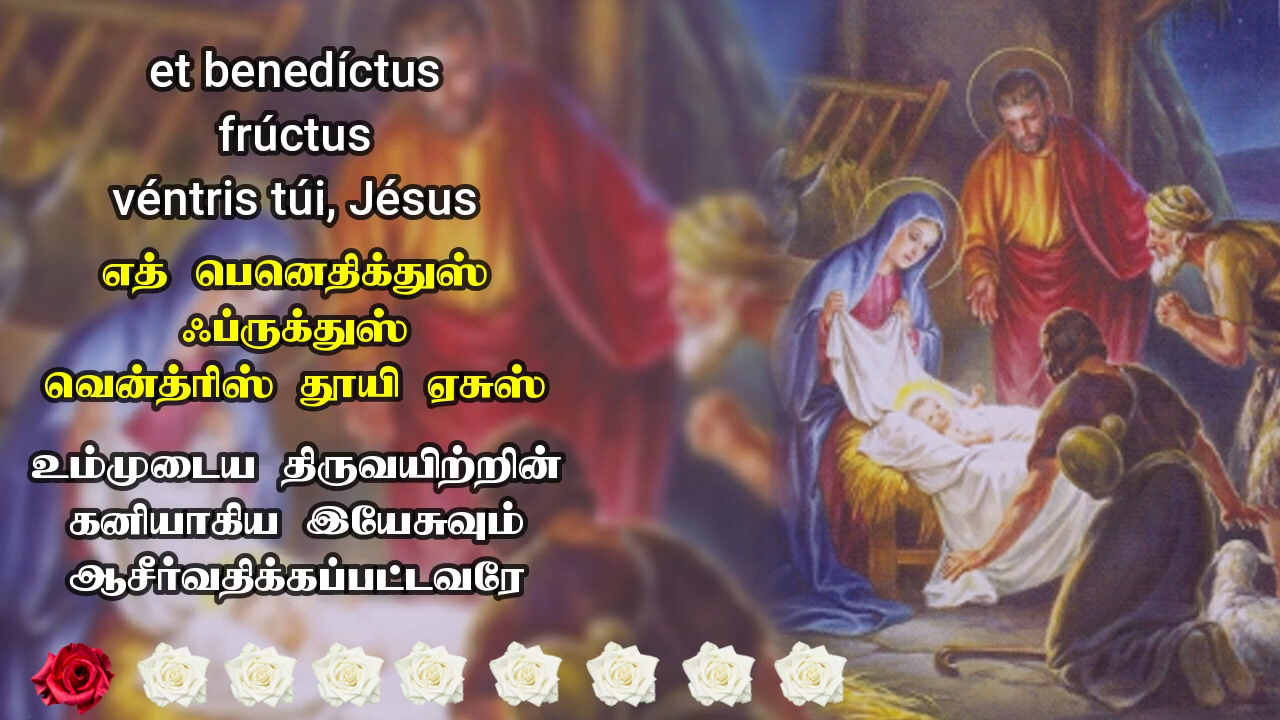 et benedíctus
frúctus
véntris túi, Jésus
எத் பெனெதிக்துஸ்
ஃப்ருக்துஸ்
வென்த்ரிஸ் தூயி ஏசுஸ்
உம்முடைய திருவயிற்றின்
கனியாகிய இயேசுவும்
ஆசீர்வதிக்கப்பட்டவரே